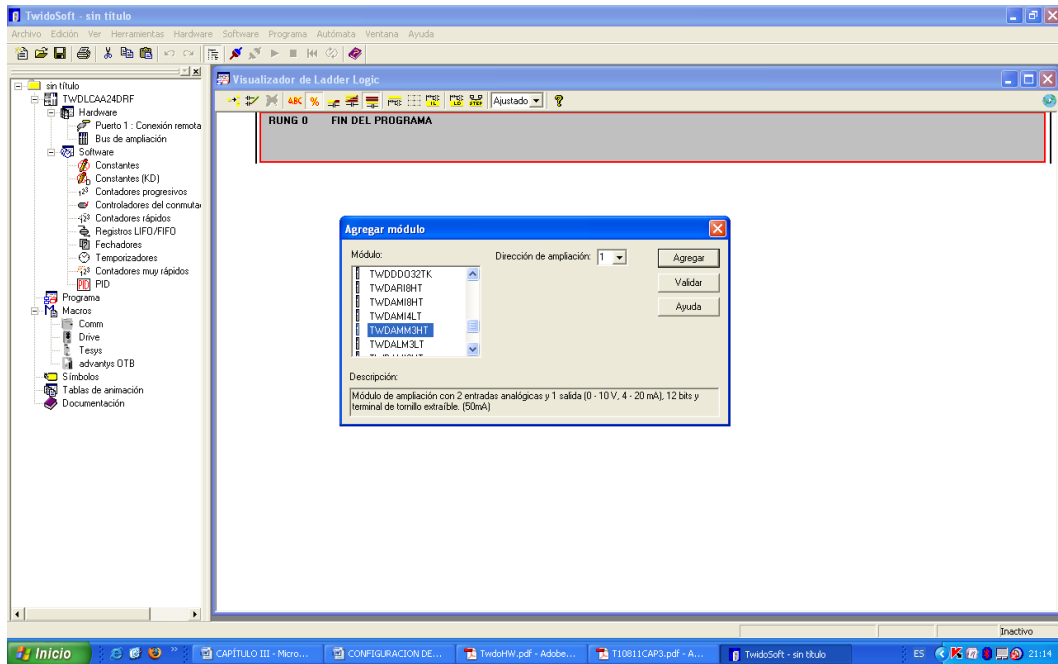 TwidoSoft - sin título
Archivo Edición Ver Herramientas Hardware Software Programa Autómata Ventana Ayuda
sin título
TWDLCAA24DRF
Hardware
Puerto 1 : Conexión remota
Bus de ampliación
Software
Constantes
Constantes (KD)
Contadores progresivos
Controladores del conmuta
Contadores rápidos
Registros LIFO/FIFO
Fechadores
Temporizadores
Contadores muy rápidos
PID PID
Programa
Macros
Comm
Drive
Tesys
advantys OTB
Símbolos
Tablas de animación
Documentación
Visualizador de Ladder Logic
ABC % Ajustado
RUNG 0 FIN DEL PROGRAMA
Agregar módulo
Módulo:
TWDDDO32TK
TWDARI8HT
TWDAMI8HT
TWDAMI4LT
TWDAMM3HT
TWDALM3LT
Dirección de ampliación: 1
Agregar
Validar
Ayuda
Descripción:
Módulo de ampliación con 2 entradas analógicas y 1 salida (0 - 10 V, 4 - 20 mA), 12 bits y
terminal de tornillo extraíble. (50mA)
Inactivo
Inicio
CAPÍTULO III - Micro...
CONFIGURACION DE...
TwdoHW.pdf - Adobe...
T10811CAP3.pdf - A...
TwidoSoft - sin título
ES
21:14